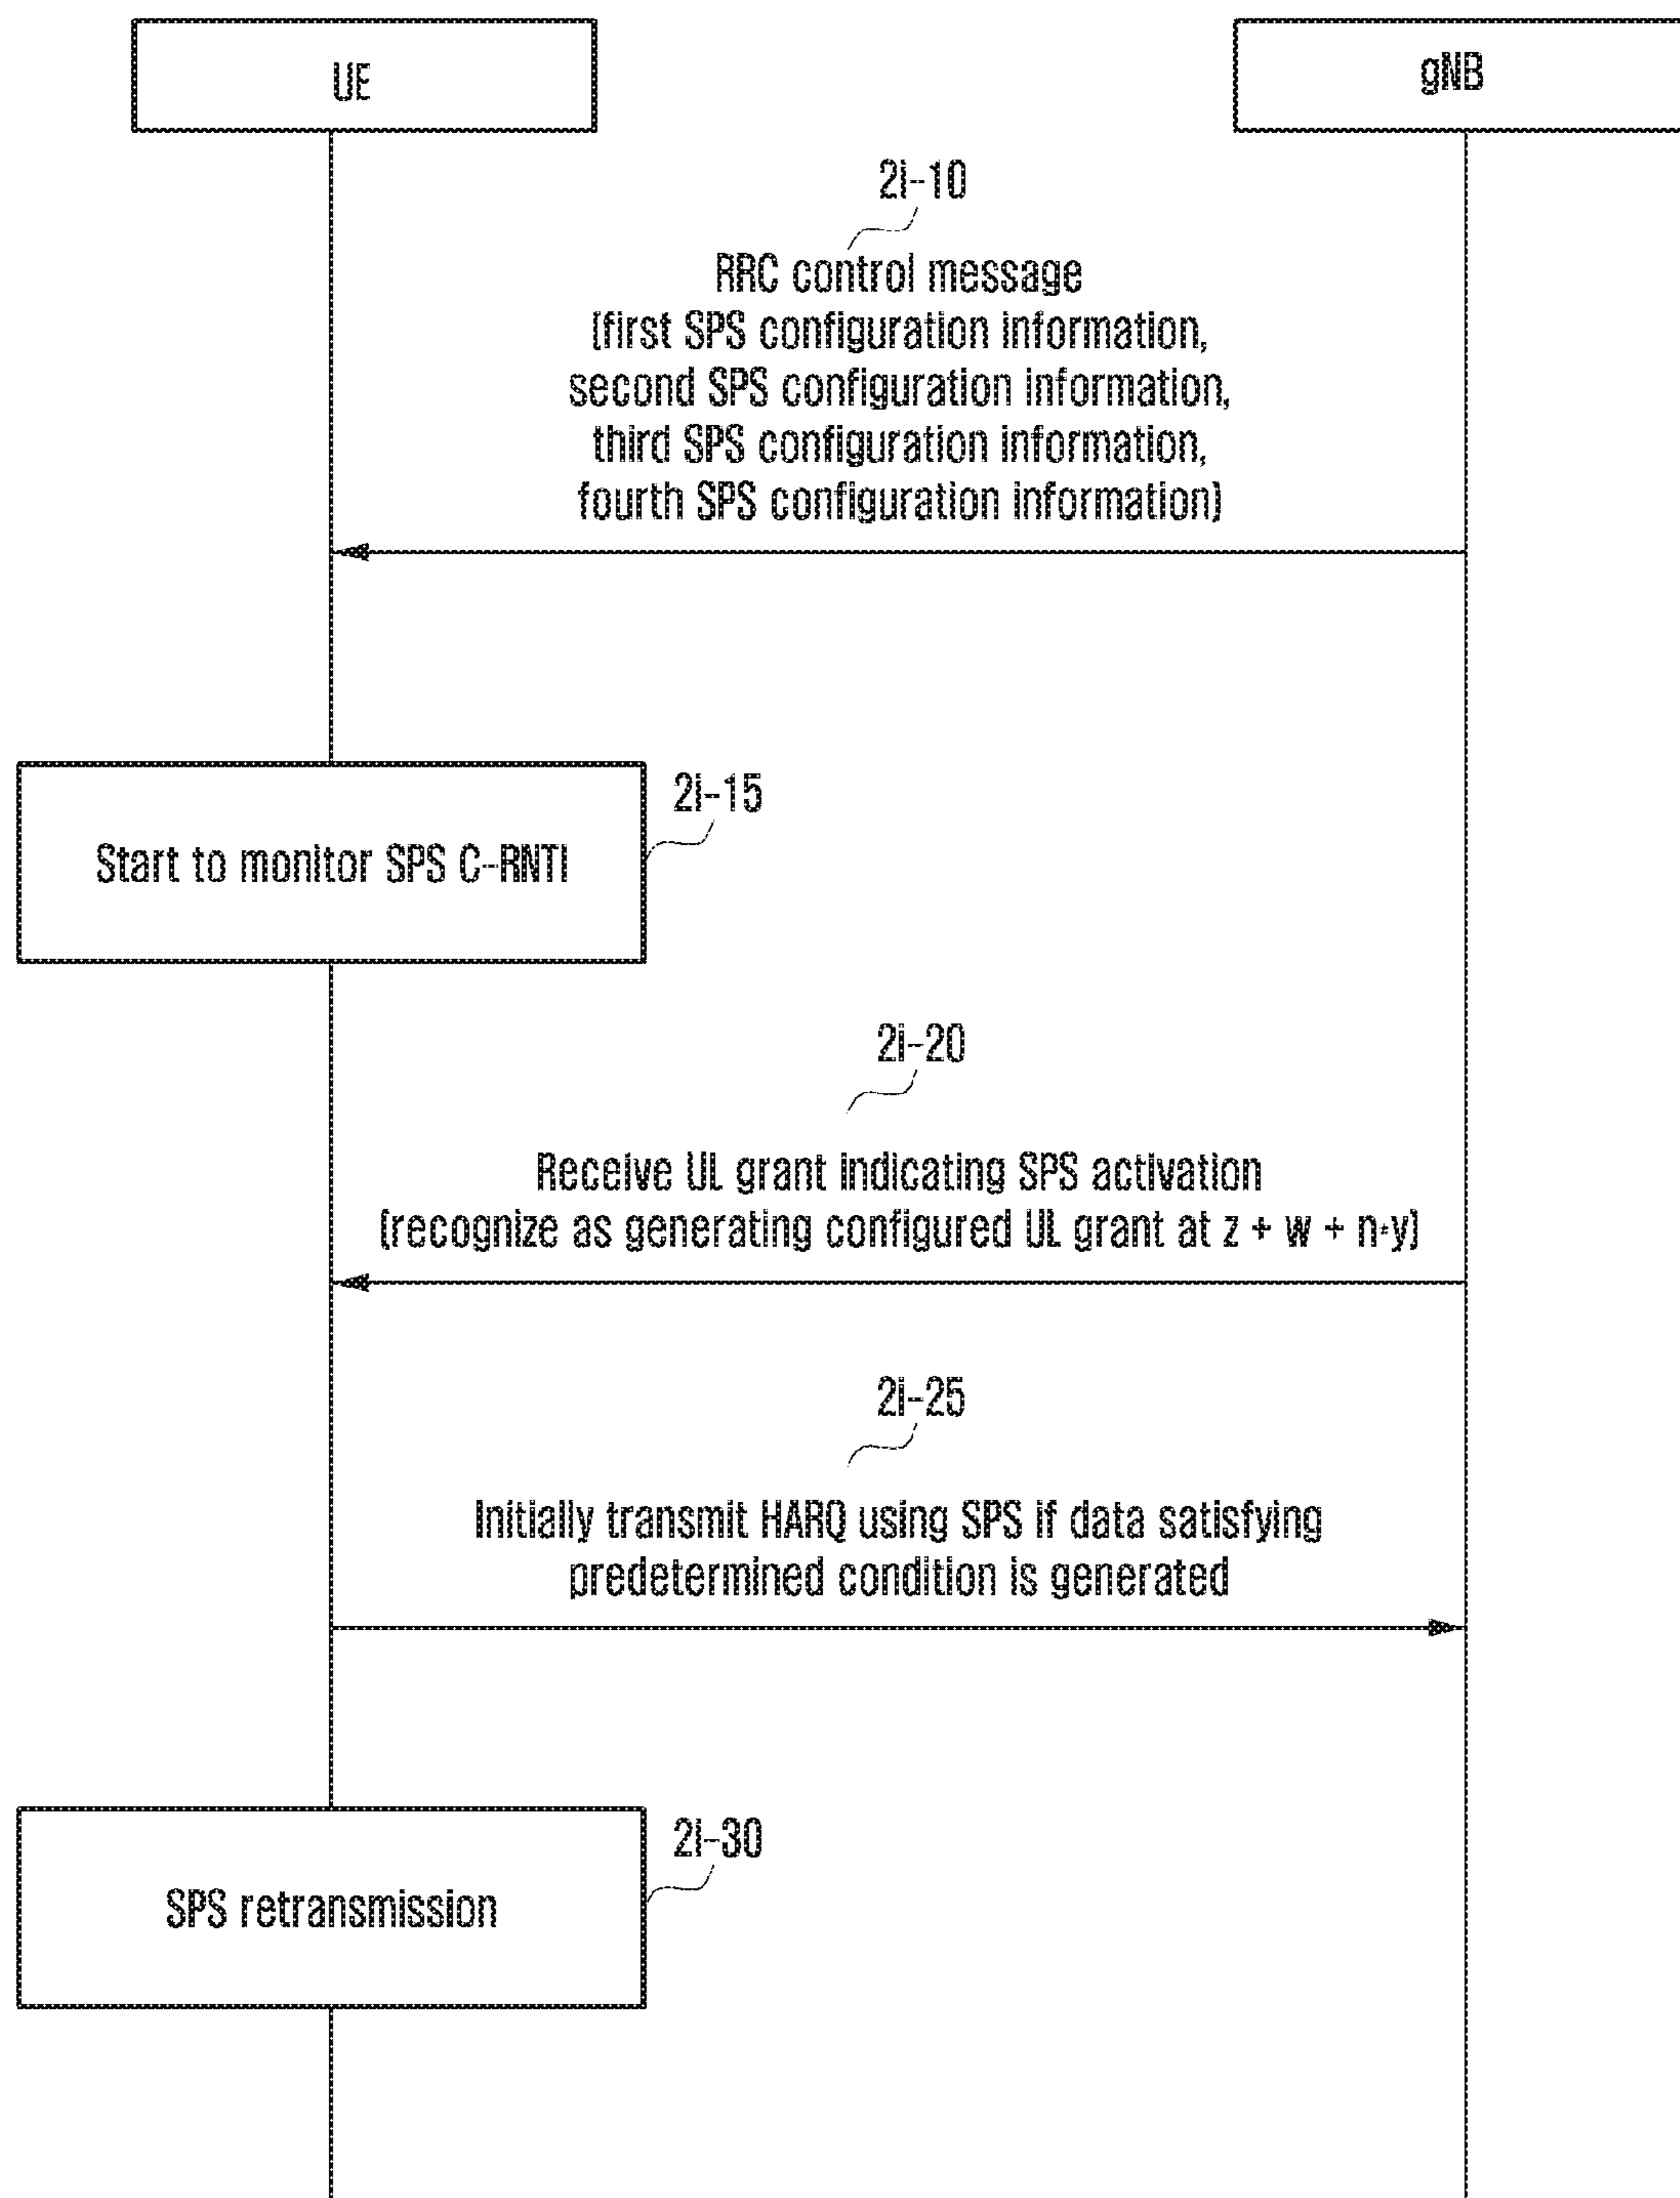 UE
gNB
2i-10
RRC control message
(first SPS configuration information,
second SPS configuration information,
third SPS configuration information,
fourth SPS configuration information)
2i-15
Start to monitor SPS C-RNTI
2i-20
Receive UL grant indicating SPS activation
(recognize as generating configured UL grant at z + w + n*y)
2i-25
Initially transmit HARQ using SPS if data satisfying
predetermined condition is generated
2i-30
SPS retransmission